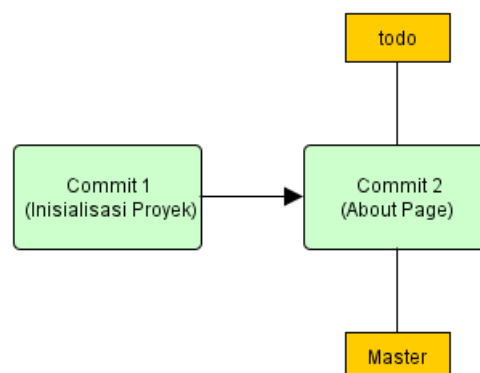 todo
Commit 1
(Inisialisasi Proyek)
Commit 2
(About Page)
Master